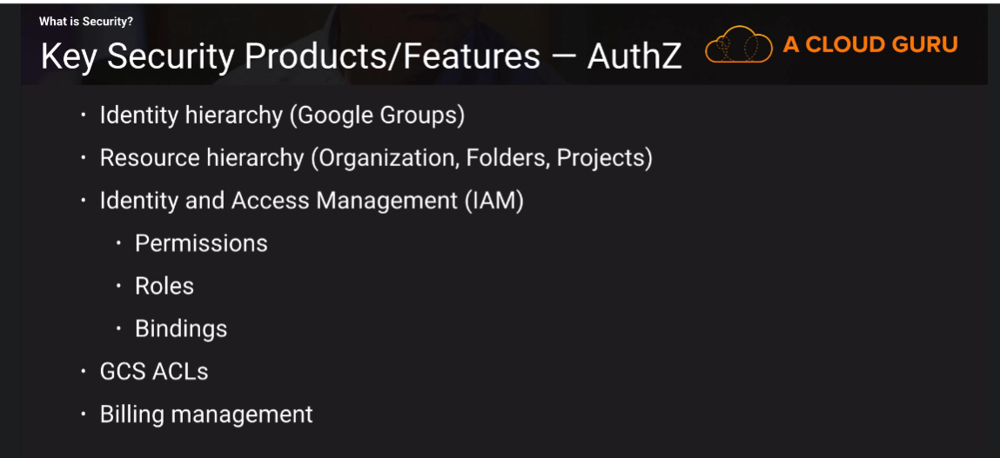 What is Security?
Key Security Products/Features — AuthZ
A CLOUD GURU
• Identity hierarchy (Google Groups)
• Resource hierarchy (Organization, Folders, Projects)
• Identity and Access Management (IAM)
• Permissions
• Roles
• Bindings
• GCS ACLs
• Billing management